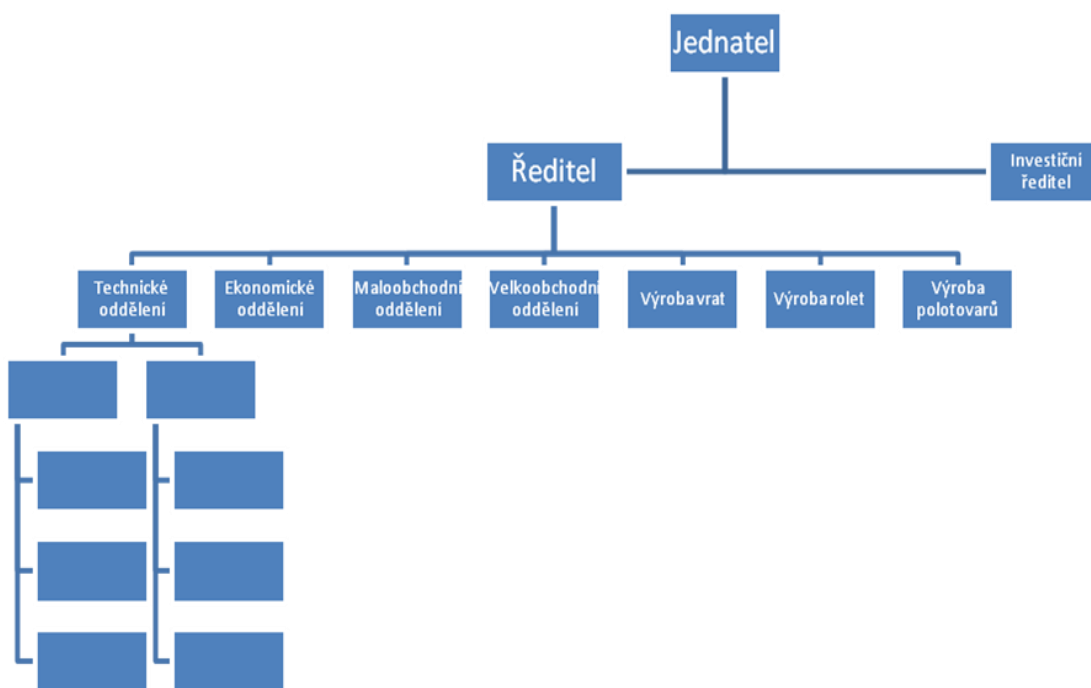 Jednatel
Ředitel
Investiční
ředitel
Technické
oddělení
Ekonomické
oddělení
Maloobchodní
oddělení
Velkoobchodní
oddělení
Výroba vrat
Výroba rolet
Výroba
polotovarů